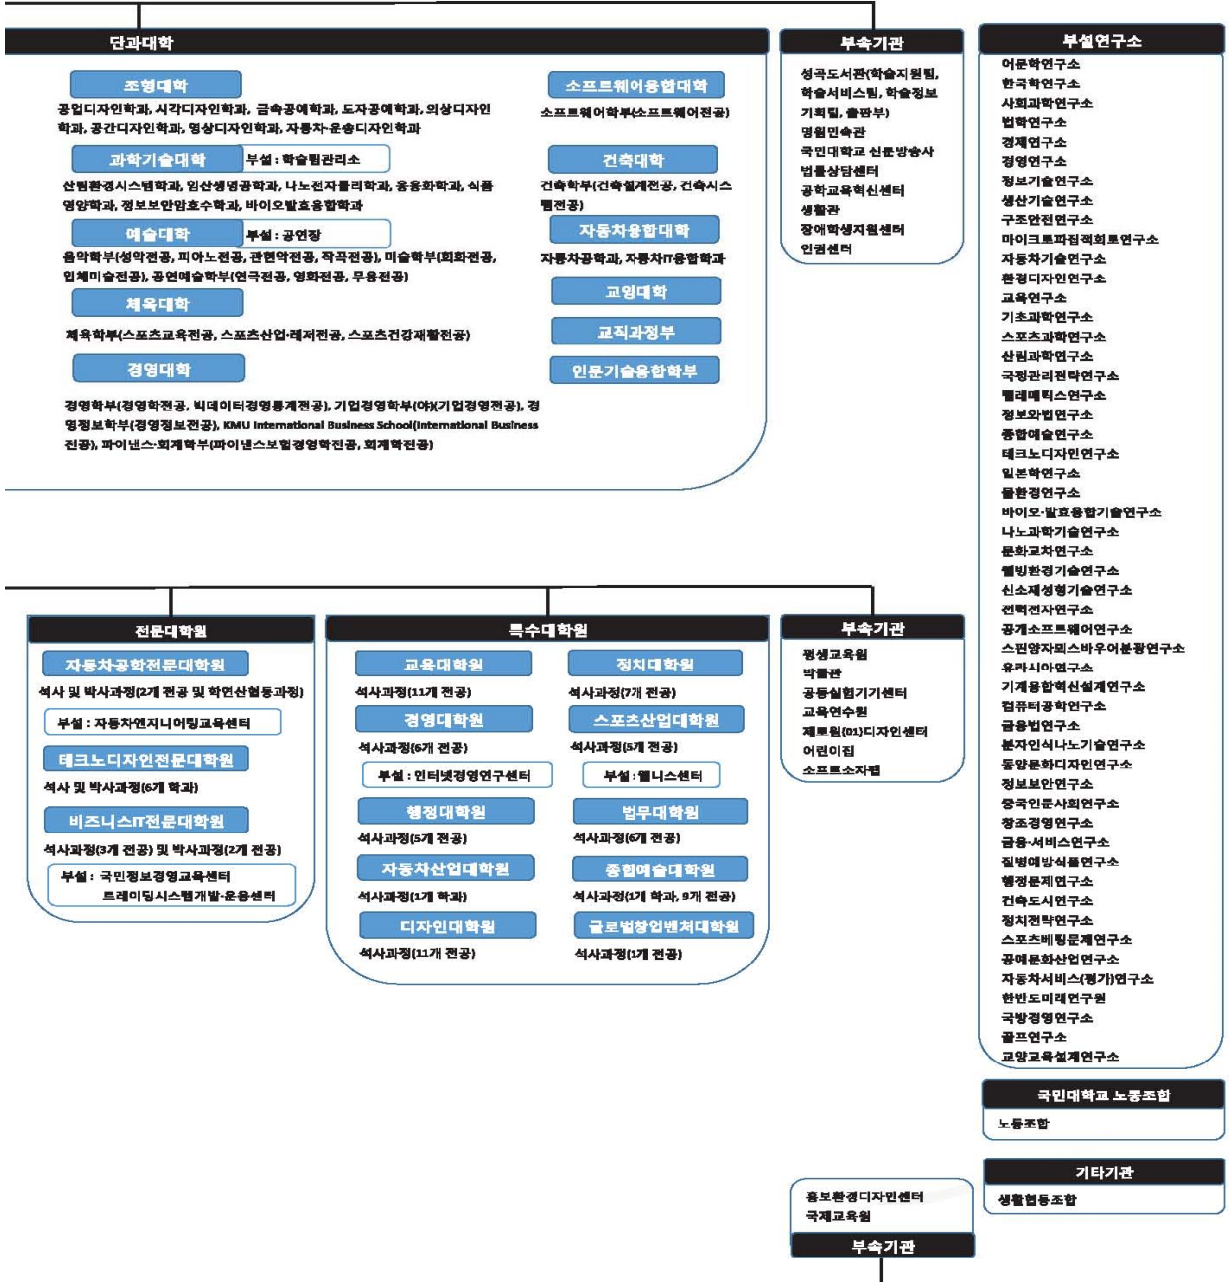 단과대학
조형대학
공업디자인학과, 시각디자인학과, 금속공예학과, 도자공예학과, 의상디자인
학과, 공간디자인학과, 영상디자인학과, 자동차·운송디자인학과
과학기술대학
부설 : 학술림관리소
산림환경시스템학과, 임산생명공학과, 나노전자물리학과, 응용화학과, 식품
영양학과, 정보보안암호수학과, 바이오발효융합학과
예술대학
부설 : 공연장
음악학부(성악전공, 피아노전공, 관현악전공, 작곡전공), 미술학부(회화전공,
입체미술전공), 공연예술학부(연극전공, 영화전공, 무용전공)
체육대학
체육학부(스포츠교육전공, 스포츠산업·레저전공, 스포츠건강재활전공)
경영대학
경영학부(경영학전공, 빅데이터경영통계전공), 기업경영학부(야)(기업경영전공), 경
영정보학부(경영정보전공), KMU International Business School(International Business
전공), 파이낸스·회계학부(파이낸스보험경영학전공, 회계학전공)
소프트웨어융합대학
소프트웨어학부(소프트웨어전공)
건축대학
건축학부(건축설계전공, 건축시스
템전공)
자동차융합대학
자동차공학과, 자동차IT융합학과
교양대학
교직과정부
인문기술융합학부
부속기관
성곡도서관(학술지원팀,
학술서비스팀, 학술정보
기획팀, 출판부)
명원민속관
국민대학교 신문방송사
법률상담센터
공학교육혁신센터
생활관
장애학생지원센터
인권센터
부설연구소
어문학연구소
한국학연구소
사회과학연구소
법학연구소
경제연구소
경영연구소
정보기술연구소
생산기술연구소
구조안전연구소
마이크로파집적회로연구소
자동차기술연구소
환경디자인연구소
교육연구소
기초과학연구소
스포츠과학연구소
산림과학연구소
국정관리전략연구소
텔레매틱스연구소
정보와법연구소
종합예술연구소
테크노디자인연구소
일본학연구소
물환경연구소
바이오·발효융합기술연구소
나노과학기술연구소
문화교차연구소
웰빙환경기술연구소
신소재성형기술연구소
전력전자연구소
공개소프트웨어연구소
스핀양자뫼스바우어분광연구소
유라시아연구소
기계융합혁신설계연구소
컴퓨터공학연구소
금융법연구소
분자인식나노기술연구소
동양문화디자인연구소
정보보안연구소
중국인문사회연구소
창조경영연구소
금융·서비스연구소
질병예방식품연구소
행정문제연구소
건축도시연구소
정치전략연구소
스포츠베팅문제연구소
공예문화산업연구소
자동차서비스(평가)연구소
한반도미래연구원
국방경영연구소
골프연구소
교양교육설계연구소
전문대학원
자동차공학전문대학원
석사 및 박사과정(2개 전공 및 학연산협동과정)
부설 : 자동차엔지니어링교육센터
테크노디자인전문대학원
석사 및 박사과정(6개 학과)
비즈니스IT전문대학원
석사과정(3개 전공) 및 박사과정(2개 전공)
부설 : 국민정보경영교육센터
트레이딩시스템개발·운용센터
특수대학원
교육대학원
석사과정(11개 전공)
경영대학원
석사과정(6개 전공)
부설 : 인터넷경영연구센터
행정대학원
석사과정(5개 전공)
자동차산업대학원
석사과정(1개 학과)
디자인대학원
석사과정(11개 전공)
정치대학원
석사과정(7개 전공)
스포츠산업대학원
석사과정(5개 전공)
부설 : 웰니스센터
법무대학원
석사과정(6개 전공)
종합예술대학원
석사과정(1개 학과, 9개 전공)
글로벌창업벤처대학원
석사과정(1개 전공)
부속기관
평생교육원
박물관
공동실험기기센터
교육연수원
제로원(01)디자인센터
어린이집
소프트소자랩
국민대학교 노동조합
노동조합
기타기관
생활협동조합
홍보환경디자인센터
국제교육원
부속기관